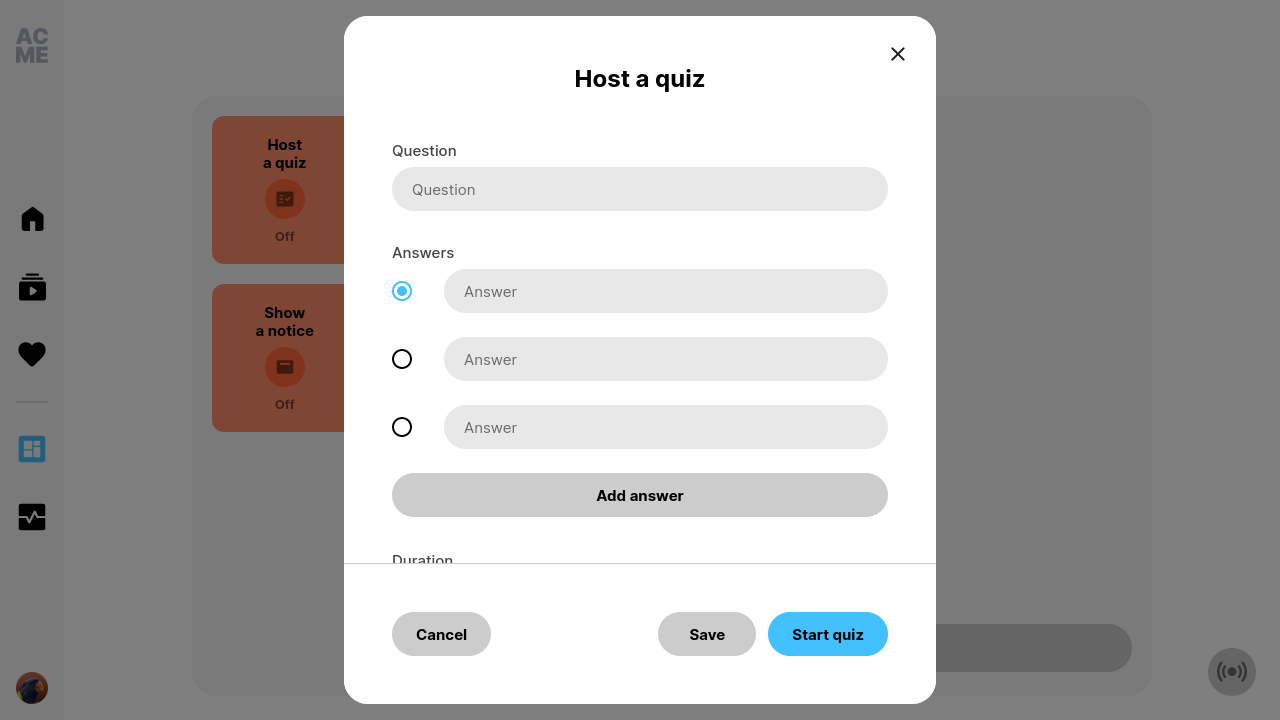 AC
ME
Host
a quiz
Off
Show
a notice
Off
Host a quiz
Question
Question
Answers
Answer
Answer
Answer
Add answer
Duration
Cancel
Save
Start quiz